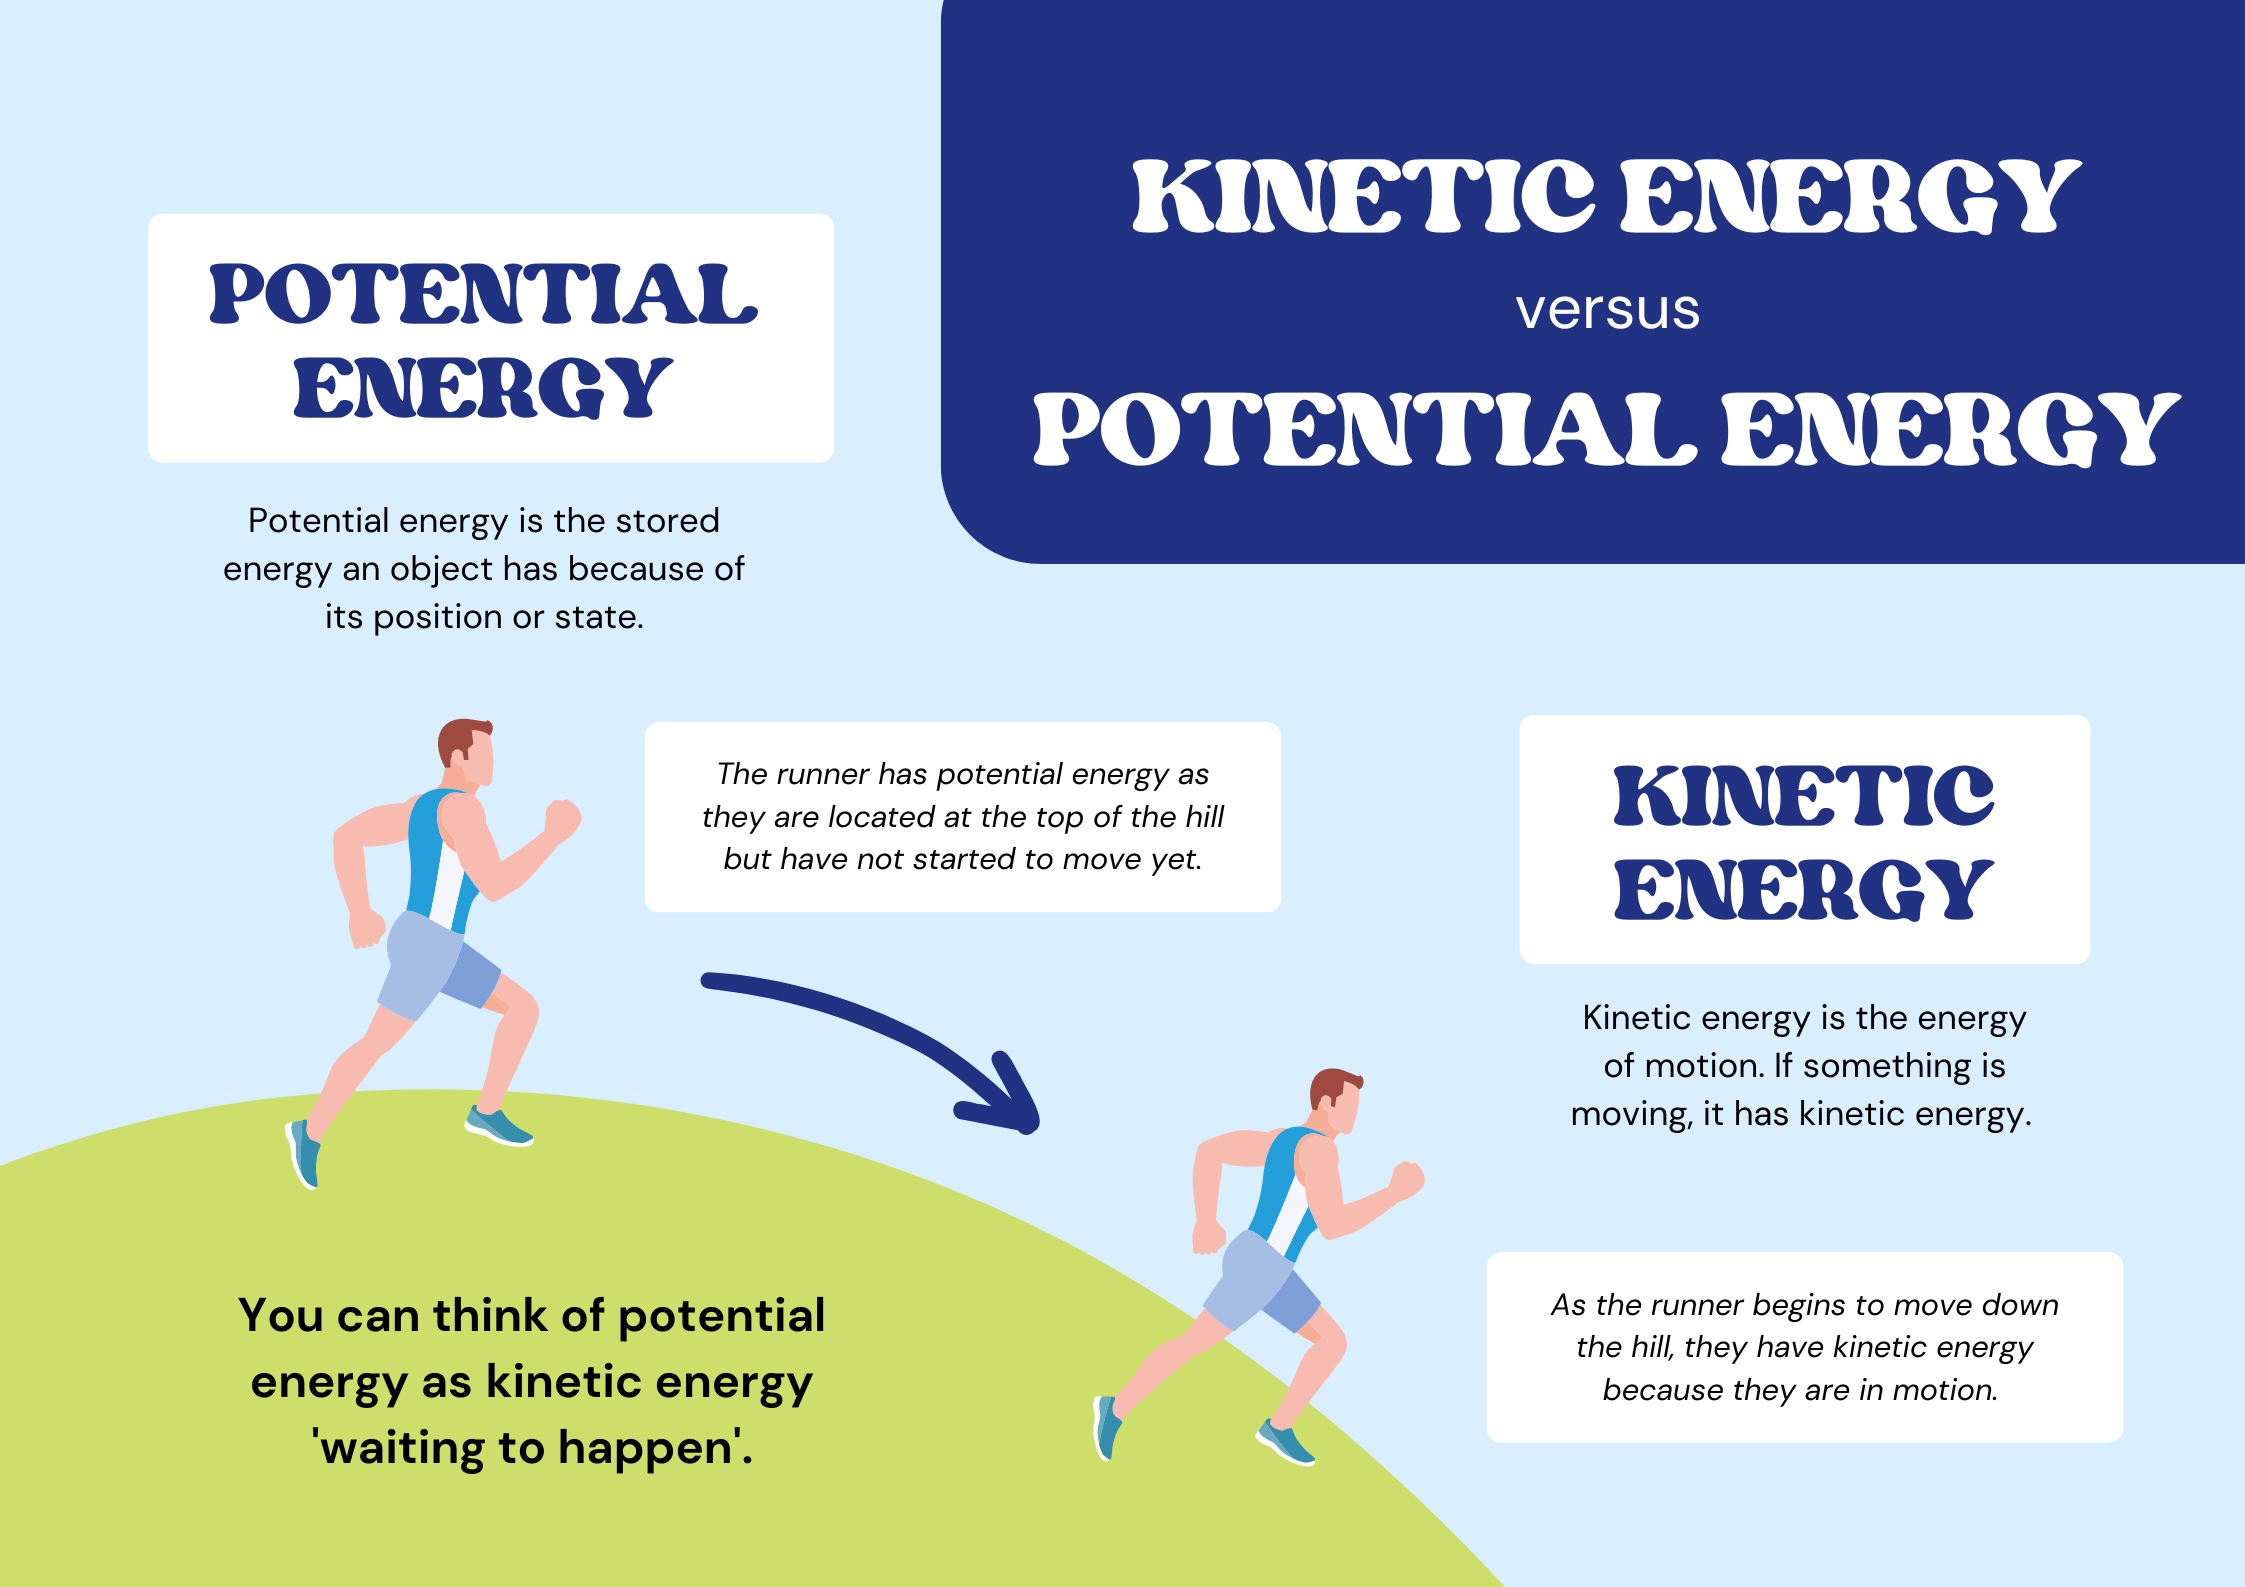 KINETIC ENERGY
versus
POTENTIAL ENERGY
POTENTIAL
ENERGY
Potential energy is the stored
energy an object has because of
its position or state.
The runner has potential energy as
they are located at the top of the hill
but have not started to move yet.
KINETIC
ENERGY
Kinetic energy is the energy
of motion. If something is
moving, it has kinetic energy.
As the runner begins to move down
the hill, they have kinetic energy
because they are in motion.
You can think of potential
energy as kinetic energy
'waiting to happen'.